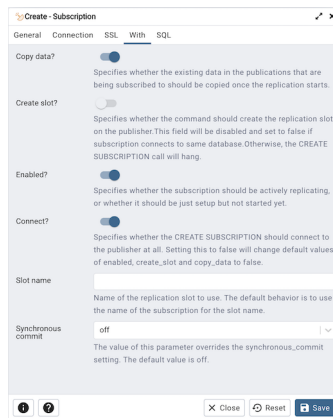 Create - Subscription
General Connection SSL With SQL
Copy data?
Specifies whether the existing data in the publications that are
being subscribed to should be copied once the replication starts.
Create slot?
Specifies whether the command should create the replication slot
on the publisher.This field will be disabled and set to false if
subscription connects to same database.Otherwise, the CREATE
SUBSCRIPTION call will hang.
Enabled?
Specifies whether the subscription should be actively replicating,
or whether it should be just setup but not started yet.
Connect?
Specifies whether the CREATE SUBSCRIPTION should connect to
the publisher at all. Setting this to false will change default values
of enabled, create_slot and copy_data to false.
Slot name
Name of the replication slot to use. The default behavior is to use
the name of the subscription for the slot name.
Synchronous
commit
off
The value of this parameter overrides the synchronous_commit
setting. The default value is off.
Close Reset Save